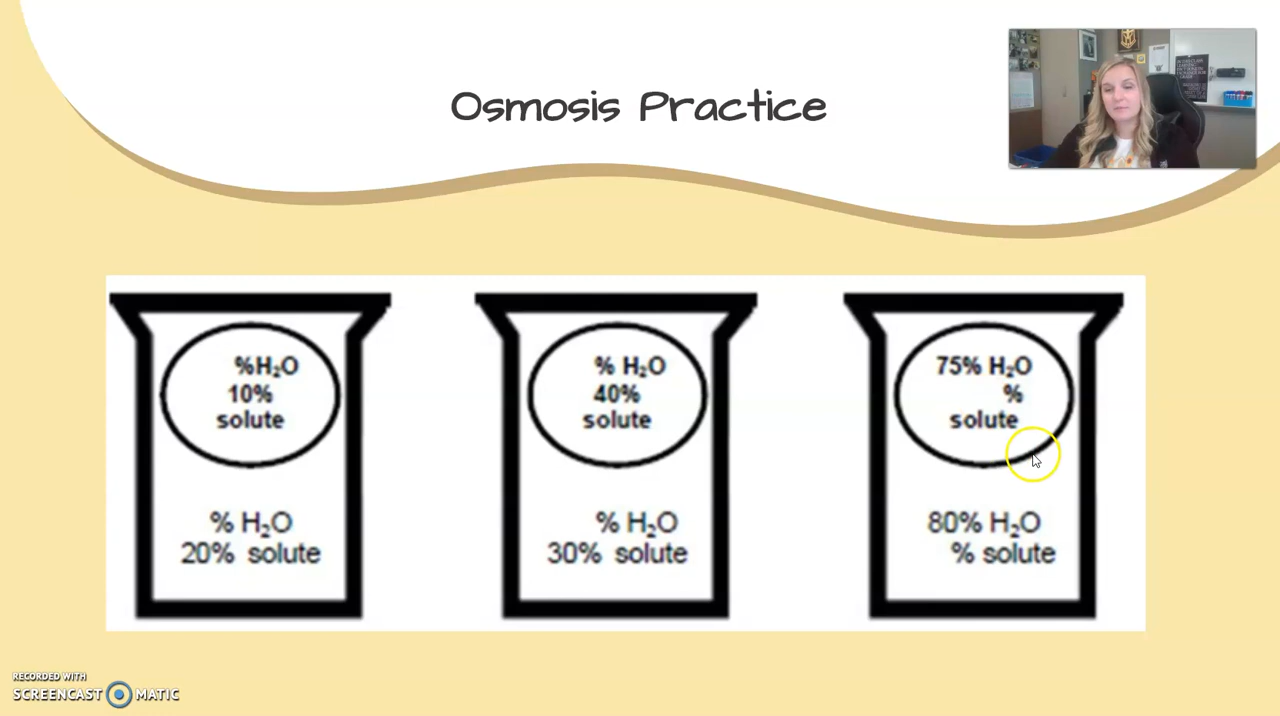 Osmosis Practice
%H₂O
10%
solute
% H₂O
20% solute
% H₂O
40%
solute
% H₂O
30% solute
75% H₂O
%
solute
80% H₂O
% solute
RECORDED WITH
SCREENCAST MATIC